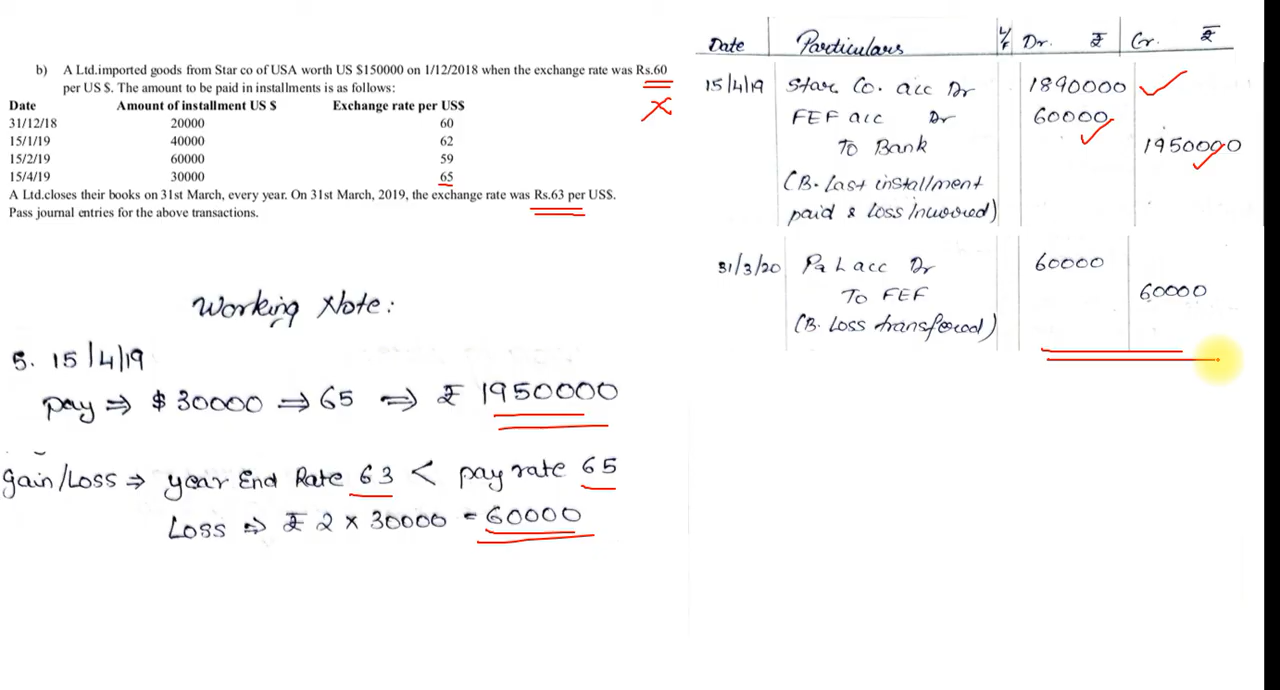 b) A Ltd.imported goods from Star co of USA worth US $150000 on 1/12/2018 when the exchange rate was Rs.60
per US $. The amount to be paid in installments is as follows:
Date Amount of installment US $ Exchange rate per US$
31/12/18 20000 60
15/1/19 40000 62
15/2/19 60000 59
15/4/19 30000 65
A Ltd.closes their books on 31st March, every year. On 31st March, 2019, the exchange rate was Rs.63 per US$.
Pass journal entries for the above transactions.
Working Note:
5. 15/4/19
pay ⇒ $ 30000 ⇒ 65 ⇒ ₹ 1950000
Gain/Loss ⇒ year End Rate 63 < pay rate 65
Loss ⇒ ₹ 2 x 30000 = 60000
Date Particulars L/F Dr. ₹ Cr. ₹
15/4/19 Star Co. acc Dr 1890000
FEF a/c Dr 60000
To Bank 1950000
(B. Last installment
paid & loss incurred)
31/3/20 P&L acc Dr 60000
To FEF 60000
(B. Loss transfered)